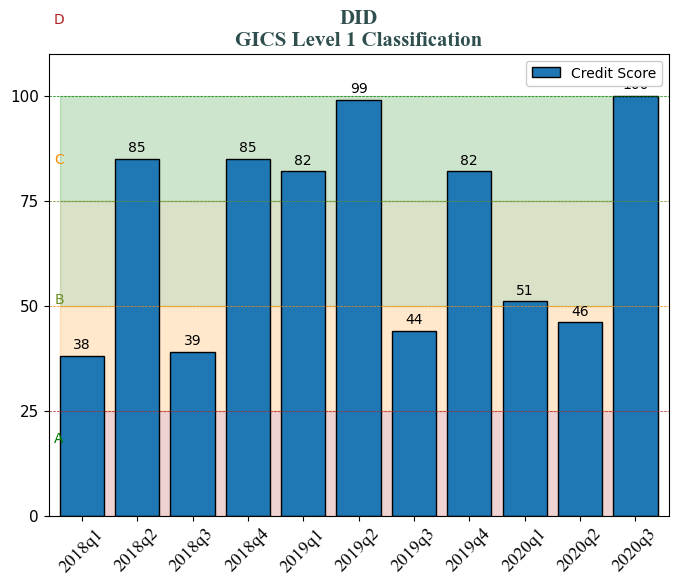 D
DID
GICS Level 1 Classification
Credit Score
100
75
50
25
0
C
B
A
38
85
39
85
82
99
44
82
51
46
100
2018q1
2018q2
2018q3
2018q4
2019q1
2019q2
2019q3
2019q4
2020q1
2020q2
2020q3